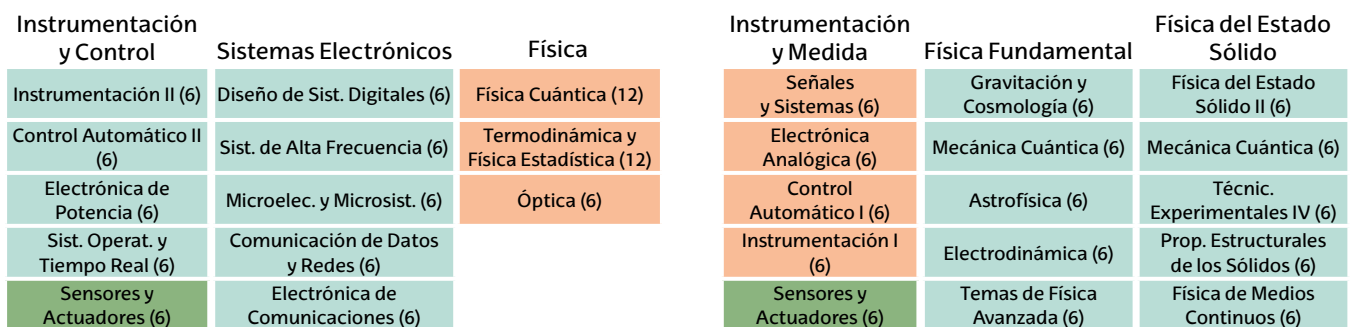 Instrumentación
y Control
Instrumentación II (6)
Control Automático II
(6)
Electrónica de
Potencia (6)
Sist. Operat. y
Tiempo Real (6)
Sensores y
Actuadores (6)
Sistemas Electrónicos
Diseño de Sist. Digitales (6)
Sist. de Alta Frecuencia (6)
Microelec. y Microsist. (6)
Comunicación de Datos
y Redes (6)
Electrónica de
Comunicaciones (6)
Física
Física Cuántica (12)
Termodinámica y
Física Estadística (12)
Óptica (6)
Instrumentación
y Medida
Señales
y Sistemas (6)
Electrónica
Analógica (6)
Control
Automático I (6)
Instrumentación I
(6)
Sensores y
Actuadores (6)
Física Fundamental
Gravitación y
Cosmología (6)
Mecánica Cuántica (6)
Astrofísica (6)
Electrodinámica (6)
Temas de Física
Avanzada (6)
Física del Estado
Sólido
Física del Estado
Sólido II (6)
Mecánica Cuántica (6)
Técnic.
Experimentales IV (6)
Prop. Estructurales
de los Sólidos (6)
Física de Medios
Continuos (6)